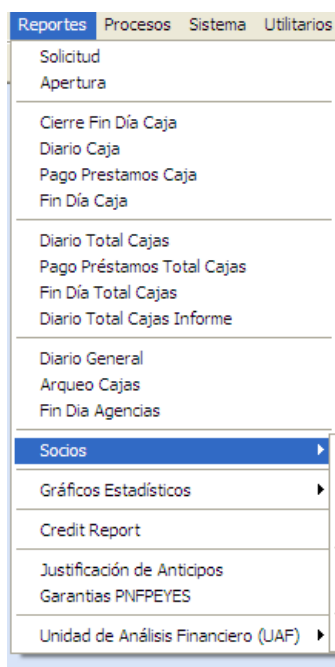 Reportes Procesos Sistema Utilitarios
Solicitud
Apertura
Cierre Fin Día Caja
Diario Caja
Pago Prestamos Caja
Fin Día Caja
Diario Total Cajas
Pago Préstamos Total Cajas
Fin Día Total Cajas
Diario Total Cajas Informe
Diario General
Arqueo Cajas
Fin Dia Agencias
Socios
Gráficos Estadísticos
Credit Report
Justificación de Anticipos
Garantias PNFPEYES
Unidad de Análisis Financiero (UAF)